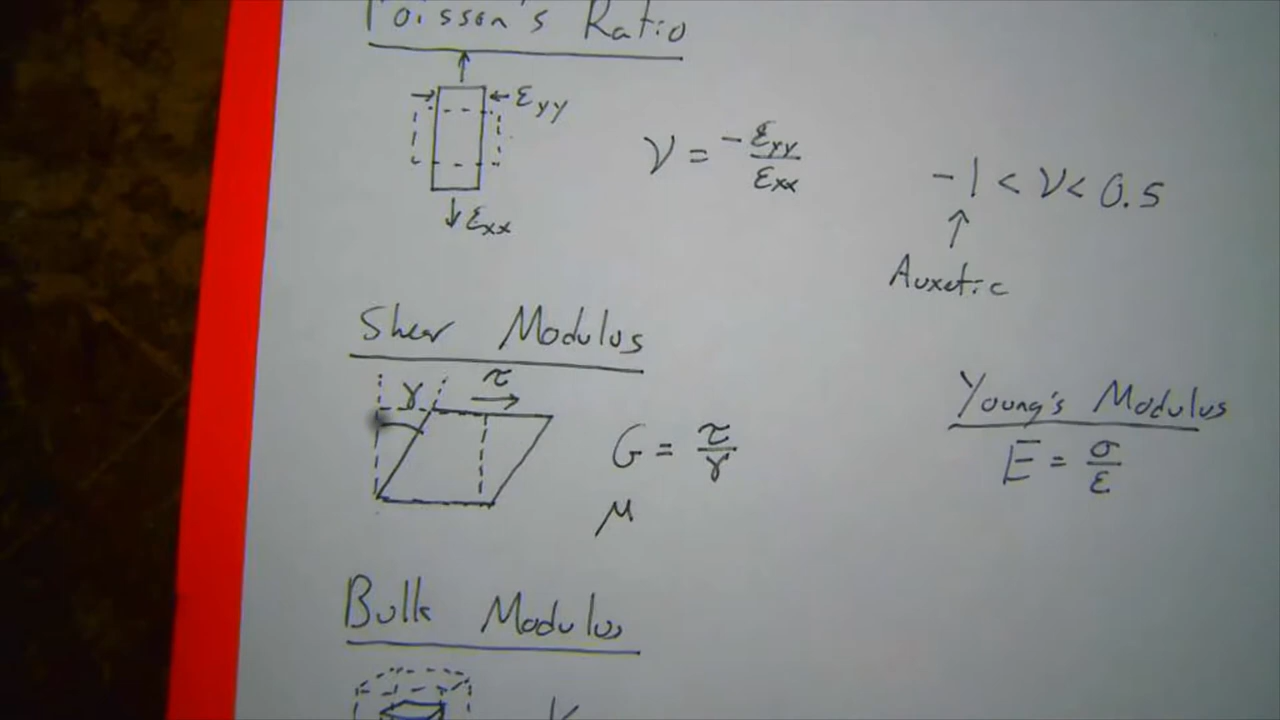 Poisson's Ratio
εyy
ν = -εyy / εxx
-1 < ν < 0.5
εxx
Auxetic
Shear Modulus
γ τ
G = τ / γ
μ
Young's Modulus
E = σ / ε
Bulk Modulus
K